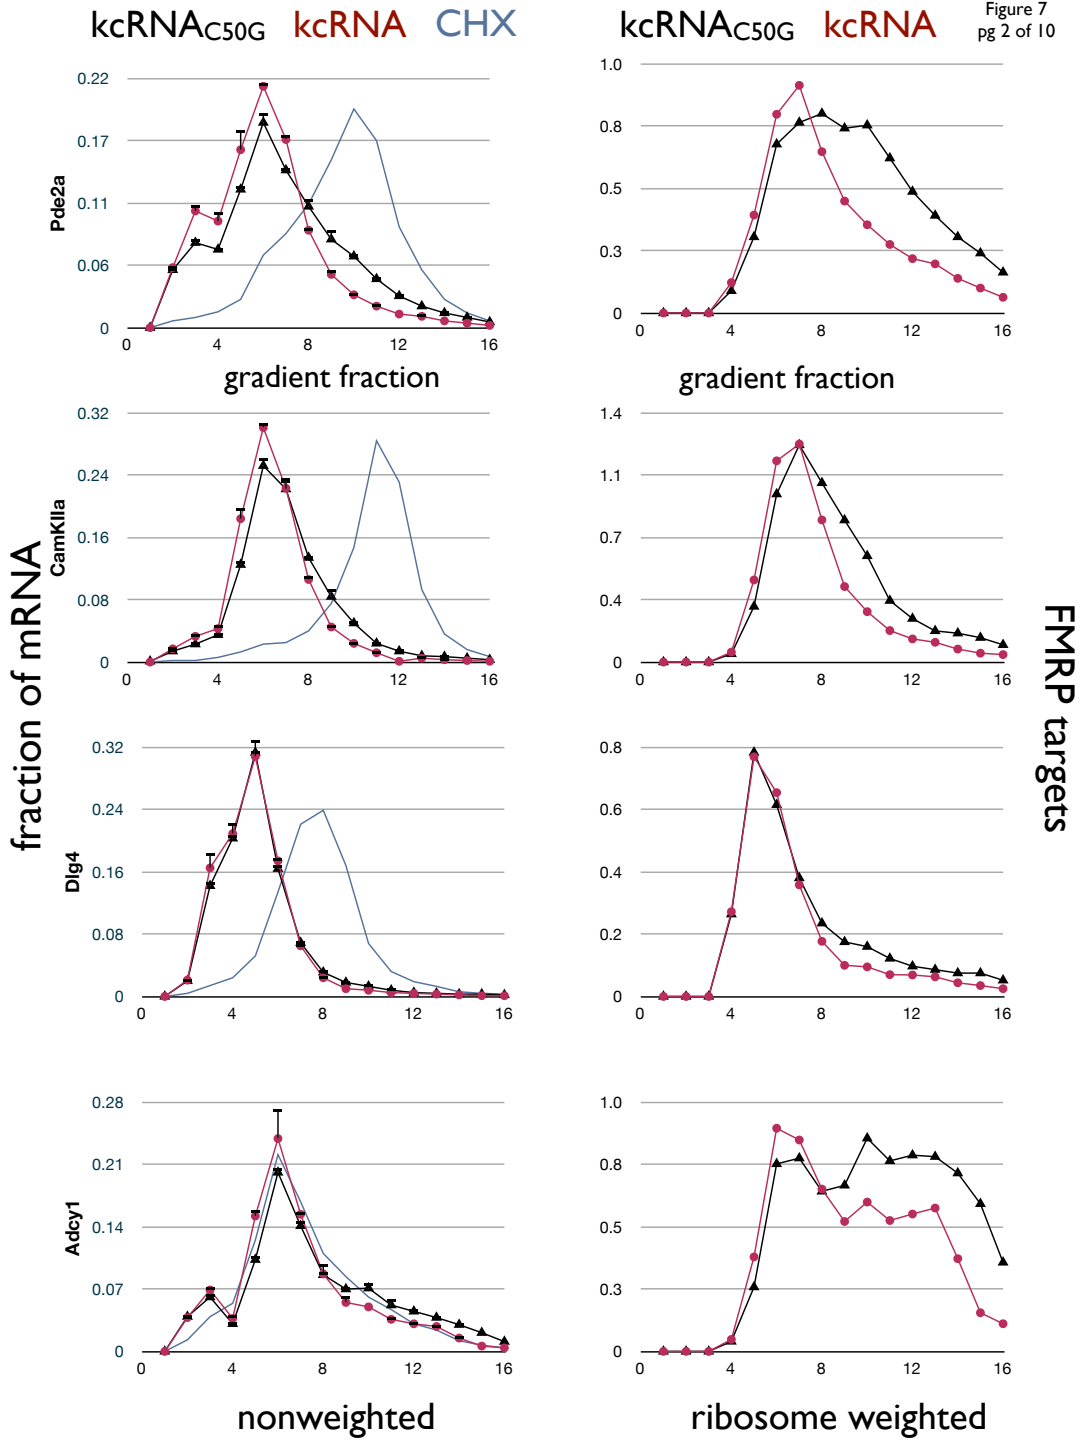 kcRNAC50G kcRNA CHX
kcRNAC50G kcRNA
Figure 7
pg 2 of 10
fraction of mRNA
FMRP targets
Pde2a
0.22
0.17
0.11
0.06
0
0 4 8 12 16
gradient fraction
1.0
0.8
0.5
0.3
0
0 4 8 12 16
gradient fraction
CamKIIa
0.32
0.24
0.16
0.08
0
0 4 8 12 16
1.4
1.1
0.7
0.4
0
0 4 8 12 16
Dlg4
0.32
0.24
0.16
0.08
0
0 4 8 12 16
0.8
0.6
0.4
0.2
0
0 4 8 12 16
Adcy1
0.28
0.21
0.14
0.07
0
0 4 8 12 16
1.0
0.8
0.5
0.3
0
0 4 8 12 16
nonweighted
ribosome weighted